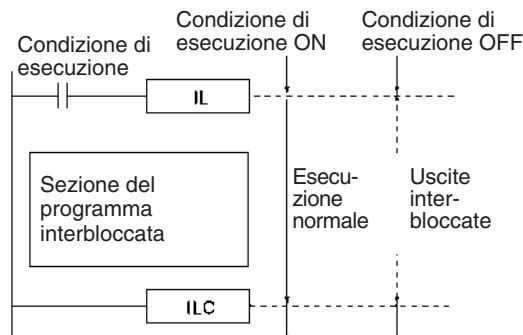 Condizione di
esecuzione
Condizione di
esecuzione ON
Condizione di
esecuzione OFF
IL
Sezione del
programma
interbloccata
Esecu-
zione
normale
Uscite
inter-
bloccate
ILC